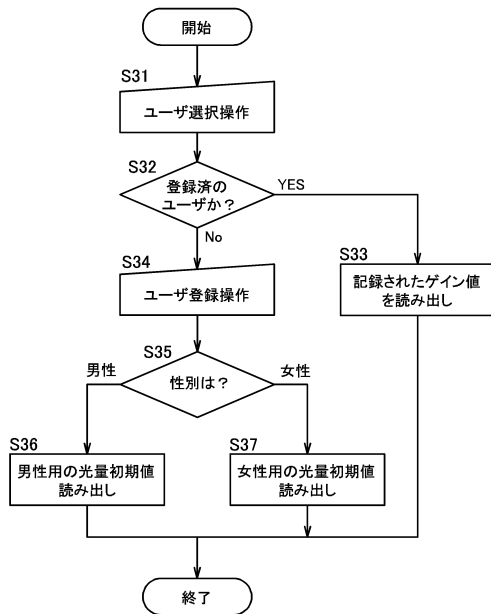 開始
S31
ユーザ選択操作
S32
登録済の
ユーザか？
YES
No
S33
記録されたゲイン値
を読み出し
S34
ユーザ登録操作
S35
性別は？
男性
女性
S36
男性用の光量初期値
読み出し
S37
女性用の光量初期値
読み出し
終了